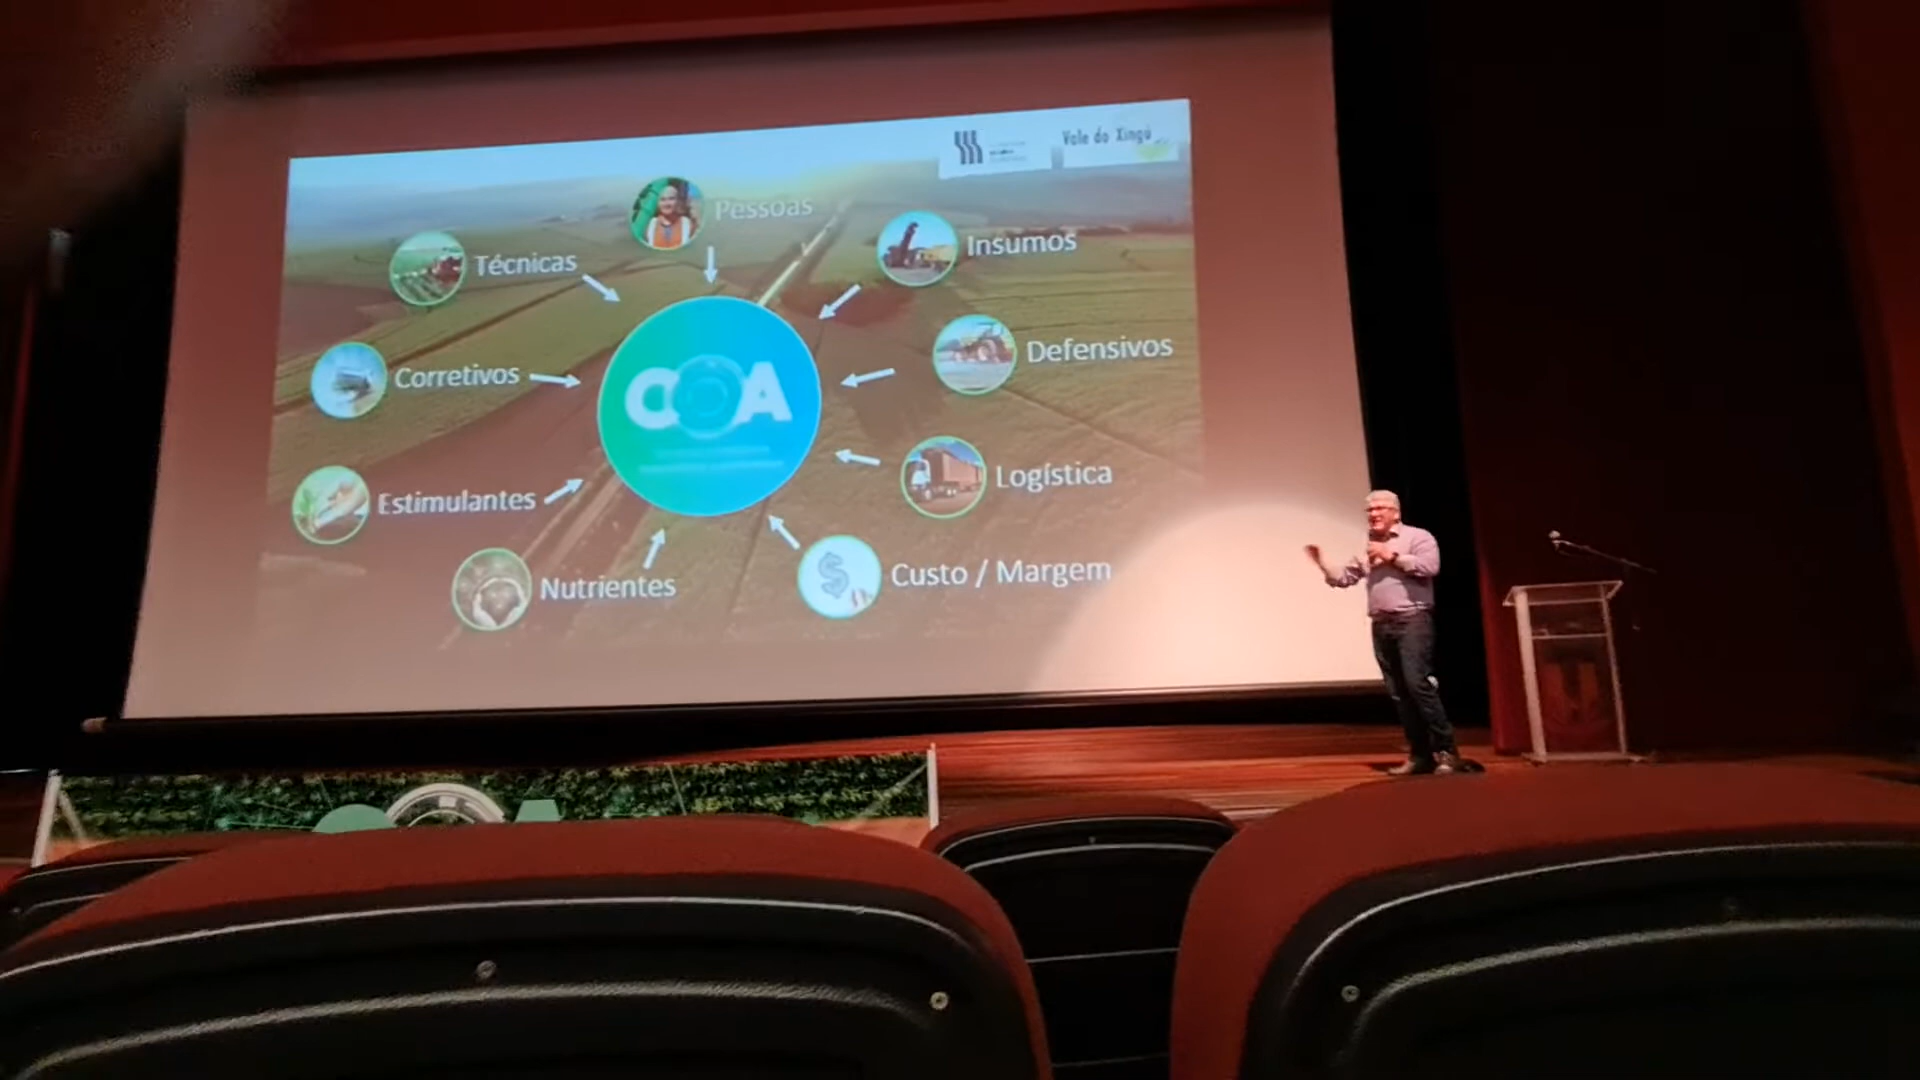 Vale do Xingú
Pessoas
Insumos
Técnicas
Defensivos
Corretivos
COA
Logística
Estimulantes
Custo / Margem
Nutrientes